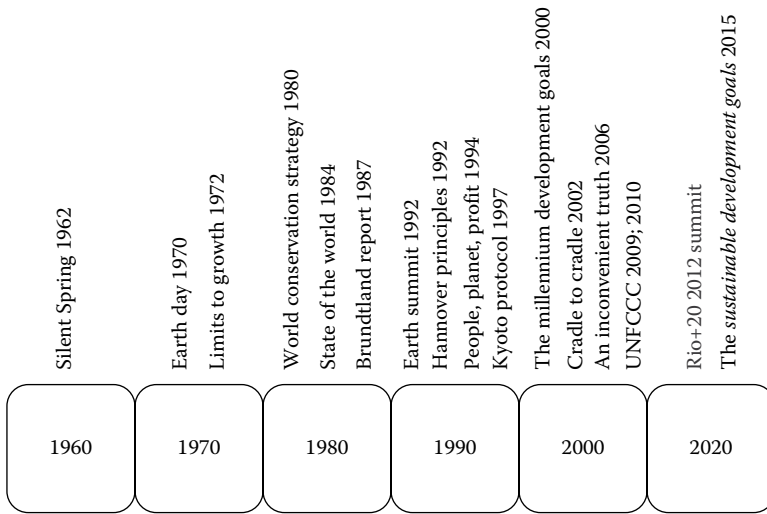 Silent Spring 1962
Earth day 1970
Limits to growth 1972
World conservation strategy 1980
State of the world 1984
Brundtland report 1987
Earth summit 1992
Hannover principles 1992
People, planet, profit 1994
Kyoto protocol 1997
The millennium development goals 2000
Cradle to cradle 2002
An inconvenient truth 2006
UNFCCC 2009; 2010
Rio+20 2012 summit
The sustainable development goals 2015
1960
1970
1980
1990
2000
2020